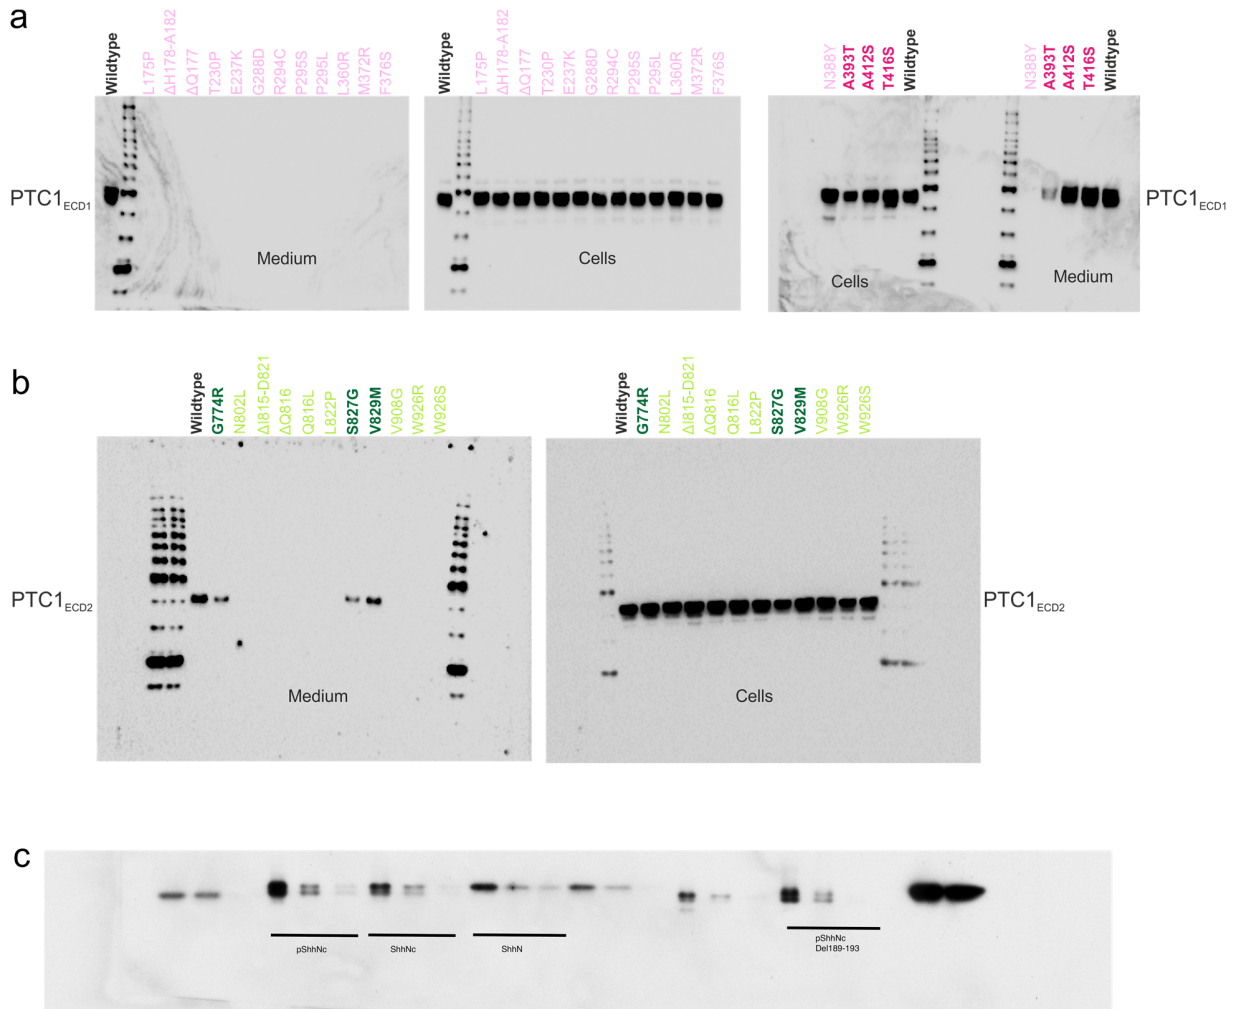 a
Wildtype
L175P
ΔH178-A182
ΔQ177
T230P
E237K
G288D
R294C
P295S
P295L
L360R
M372R
F376S
Wildtype
L175P
ΔH178-A182
ΔQ177
T230P
E237K
G288D
R294C
P295S
P295L
L360R
M372R
F376S
N388Y
A393T
A412S
T416S
Wildtype
N388Y
A393T
A412S
T416S
Wildtype
PTC1ECD1
PTC1ECD1
Medium
Cells
Cells
Medium
b
Wildtype
G774R
N802L
ΔI815-D821
ΔQ816
Q816L
L822P
S827G
V829M
V908G
W926R
W926S
Wildtype
G774R
N802L
ΔI815-D821
ΔQ816
Q816L
L822P
S827G
V829M
V908G
W926R
W926S
PTC1ECD2
PTC1ECD2
Medium
Cells
c
pShhNc
ShhNc
ShhN
pShhNc
Del189-193